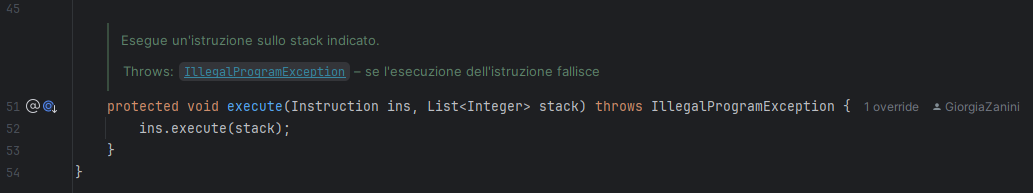 45
Esegue un'istruzione sullo stack indicato.
Throws: IllegalProgramException – se l'esecuzione dell'istruzione fallisce
51 protected void execute(Instruction ins, List<Integer> stack) throws IllegalProgramException { 1 override GiorgiaZanini
52 ins.execute(stack);
53 }
54 }